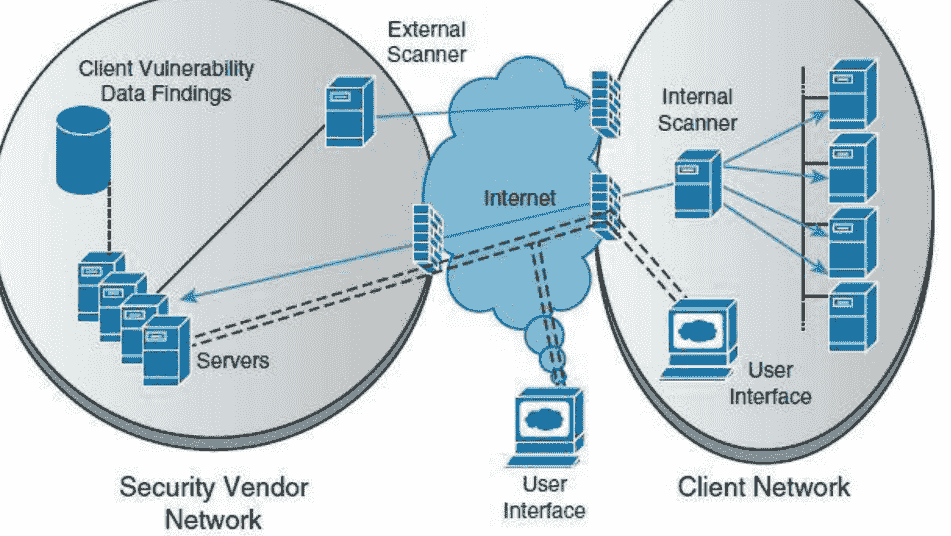 External
Scanner
Client Vulnerability
Data Findings
Internal
Scanner
Internet
Servers
User
Interface
User
Interface
Security Vendor
Network
Client Network